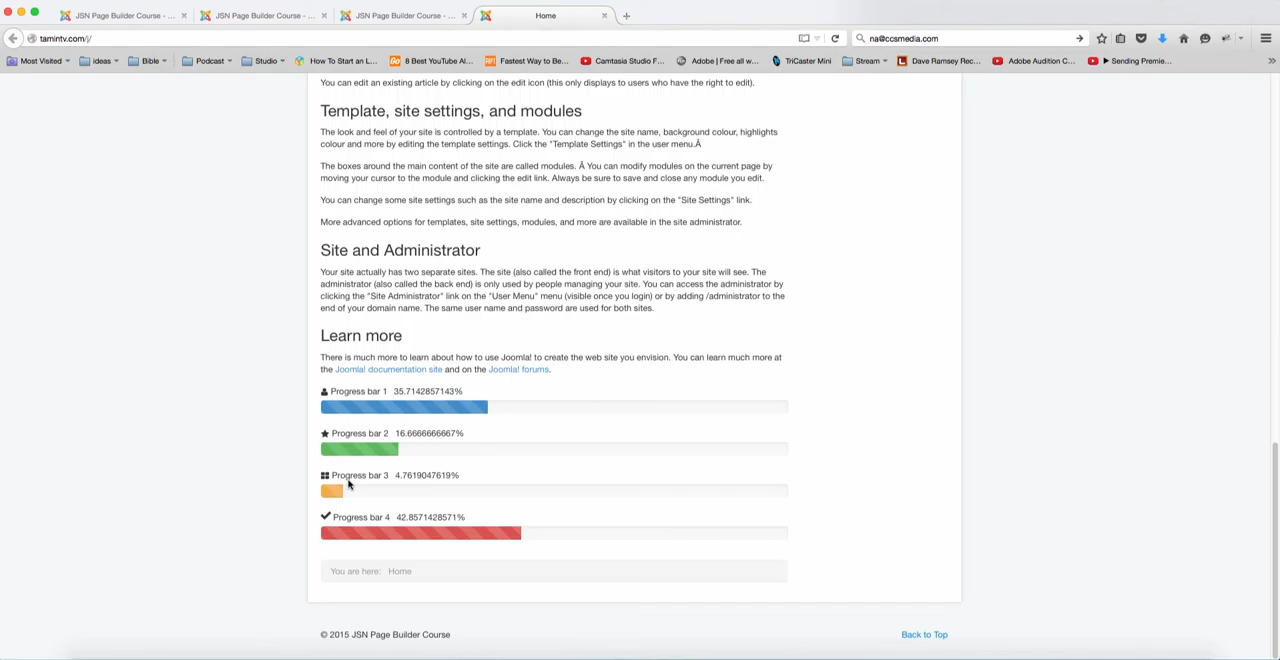 JSN Page Builder Course - ...
JSN Page Builder Course - ...
JSN Page Builder Course - ...
Home
tamintv.com/j/
na@ccsmedia.com
Most Visited
ideas
Bible
Podcast
Studio
How To Start an L...
8 Best YouTube Al...
Fastest Way to Be...
Camtasia Studio F...
Adobe | Free all w...
TriCaster Mini
Stream
Dave Ramsey Rec...
Adobe Audition C...
Sending Premie...
You can edit an existing article by clicking on the edit icon (this only displays to users who have the right to edit).
Template, site settings, and modules
The look and feel of your site is controlled by a template. You can change the site name, background colour, highlights
colour and more by editing the template settings. Click the "Template Settings" in the user menu.Â
The boxes around the main content of the site are called modules. Â You can modify modules on the current page by
moving your cursor to the module and clicking the edit link. Always be sure to save and close any module you edit.
You can change some site settings such as the site name and description by clicking on the "Site Settings" link.
More advanced options for templates, site settings, modules, and more are available in the site administrator.
Site and Administrator
Your site actually has two separate sites. The site (also called the front end) is what visitors to your site will see. The
administrator (also called the back end) is only used by people managing your site. You can access the administrator by
clicking the "Site Administrator" link on the "User Menu" menu (visible once you login) or by adding /administrator to the
end of your domain name. The same user name and password are used for both sites.
Learn more
There is much more to learn about how to use Joomla! to create the web site you envision. You can learn much more at
the Joomla! documentation site and on the Joomla! forums.
Progress bar 1 35.7142857143%
Progress bar 2 16.6666666667%
Progress bar 3 4.7619047619%
Progress bar 4 42.8571428571%
You are here: Home
© 2015 JSN Page Builder Course
Back to Top